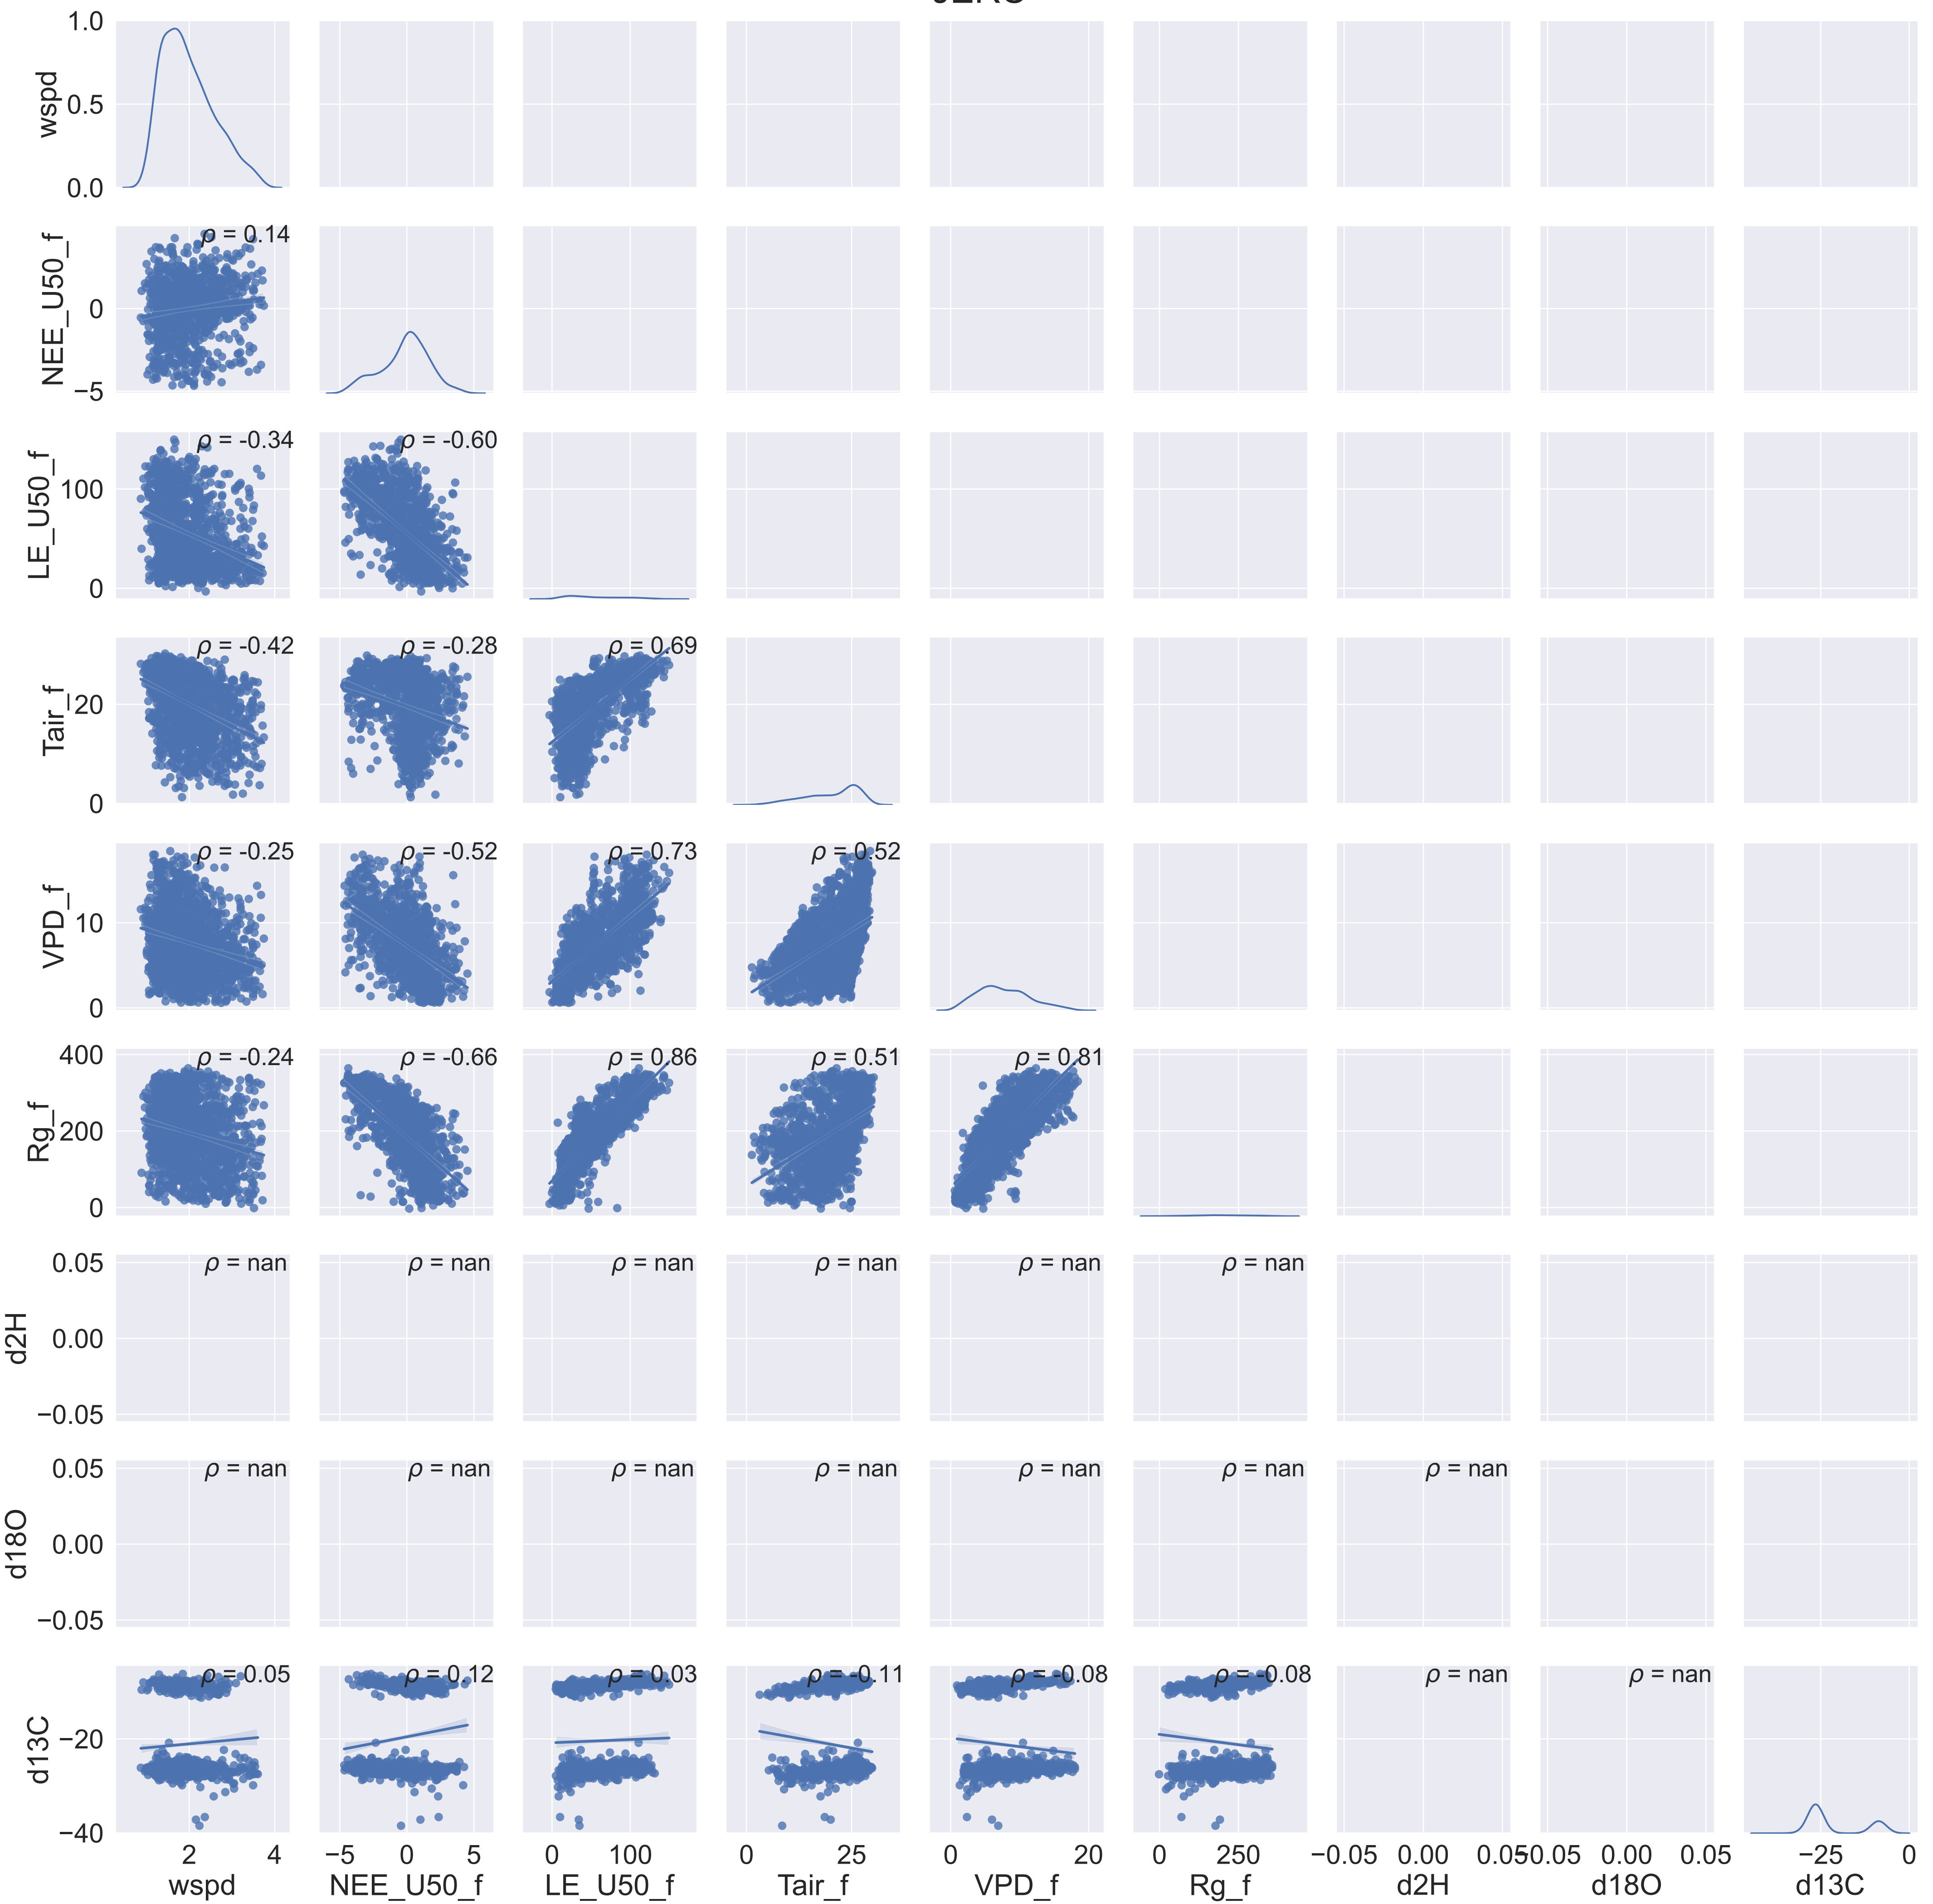 1.0
0.5
0.0
wspd
ρ = 0.14
0
−5
NEE_U50_f
ρ = -0.34
ρ = -0.60
100
0
LE_U50_f
ρ = -0.42
ρ = -0.28
ρ = 0.69
20
0
Tair_f
ρ = -0.25
ρ = -0.52
ρ = 0.73
ρ = 0.52
10
0
VPD_f
ρ = -0.24
ρ = -0.66
ρ = 0.86
ρ = 0.51
ρ = 0.81
400
200
0
Rg_f
ρ = nan
ρ = nan
ρ = nan
ρ = nan
ρ = nan
ρ = nan
0.05
0.00
−0.05
d2H
ρ = nan
ρ = nan
ρ = nan
ρ = nan
ρ = nan
ρ = nan
ρ = nan
0.05
0.00
−0.05
d18O
ρ = 0.05
ρ = 0.12
ρ = 0.03
ρ = -0.11
ρ = -0.08
ρ = -0.08
ρ = nan
ρ = nan
−20
−40
d13C
2 4
−5 0 5
0 100
0 25
0 20
0 250
−0.05 0.00 0.05
−0.05 0.00 0.05
−25 0
wspd
NEE_U50_f
LE_U50_f
Tair_f
VPD_f
Rg_f
d2H
d18O
d13C